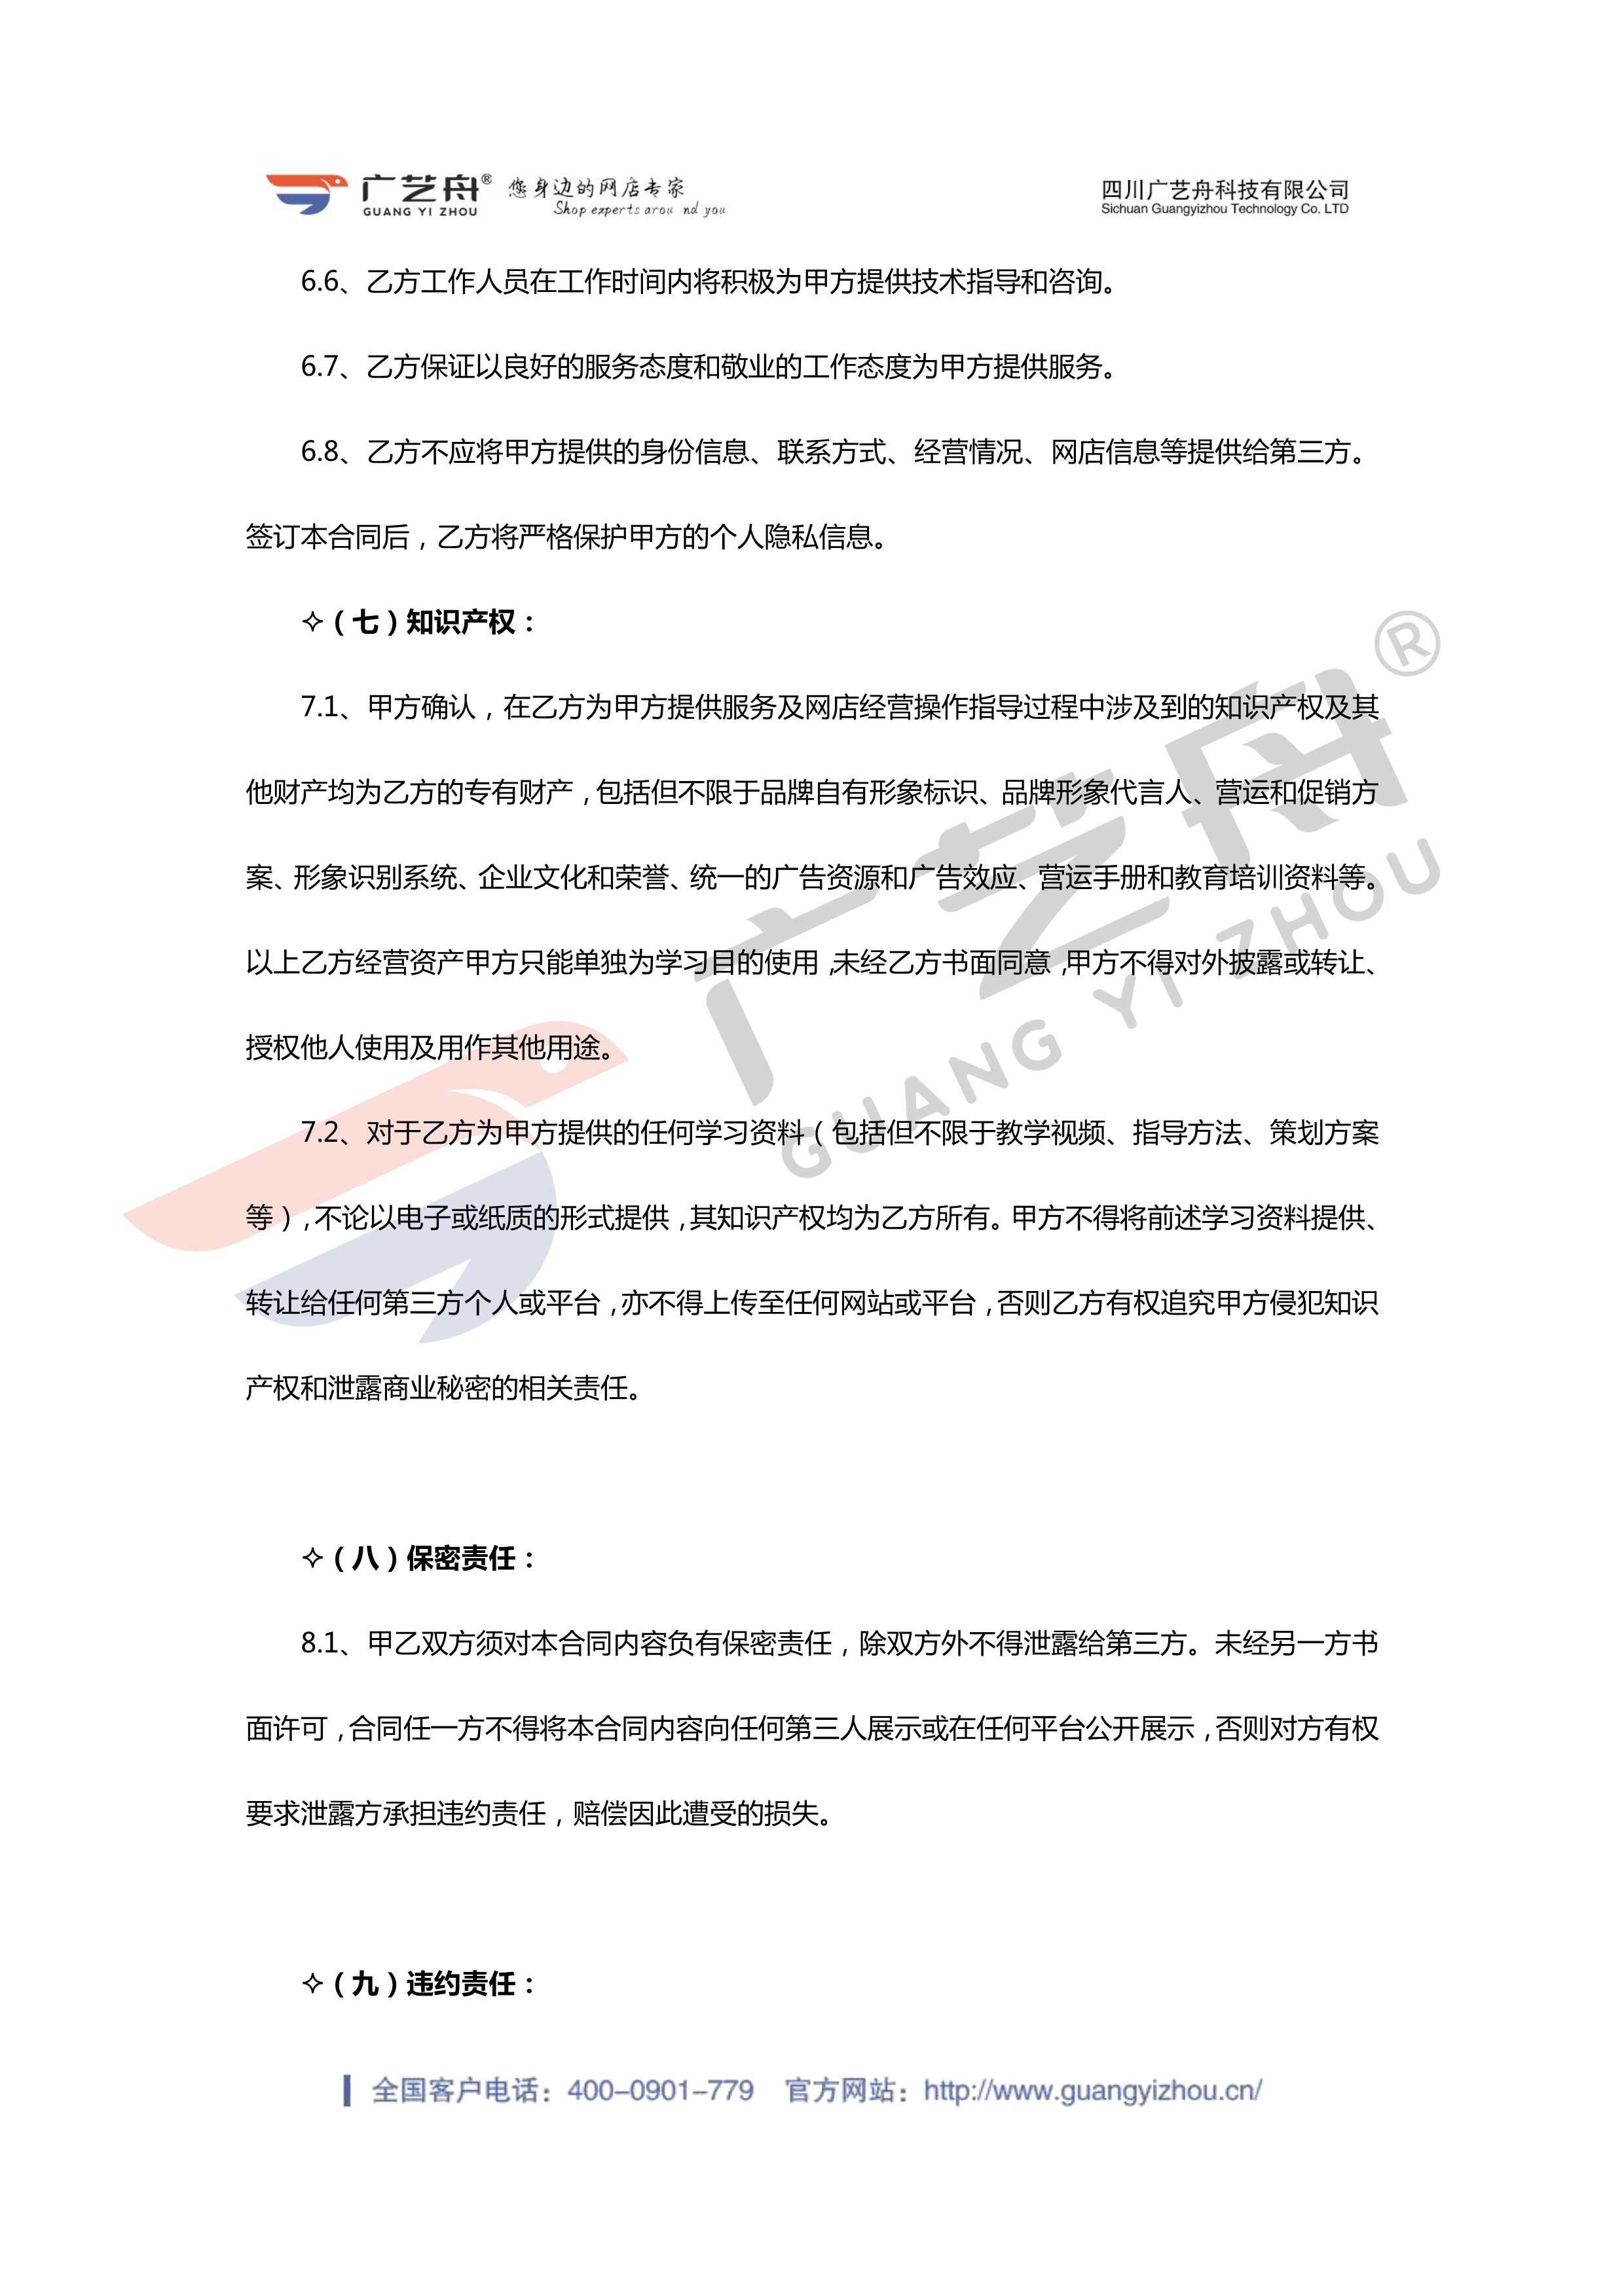 广艺舟® 您身边的网店专家 四川广艺舟科技有限公司
GUANG YI ZHOU Shop experts arou nd you Sichuan Guangyizhou Technology Co. LTD
6.6、乙方工作人员在工作时间内将积极为甲方提供技术指导和咨询。
6.7、乙方保证以良好的服务态度和敬业的工作态度为甲方提供服务。
6.8、乙方不应将甲方提供的身份信息、联系方式、经营情况、网店信息等提供给第三方。
签订本合同后，乙方将严格保护甲方的个人隐私信息。
✧（七）知识产权：
7.1、甲方确认，在乙方为甲方提供服务及网店经营操作指导过程中涉及到的知识产权及其
他财产均为乙方的专有财产，包括但不限于品牌自有形象标识、品牌形象代言人、营运和促销方
案、形象识别系统、企业文化和荣誉、统一的广告资源和广告效应、营运手册和教育培训资料等。
以上乙方经营资产甲方只能单独为学习目的使用，未经乙方书面同意，甲方不得对外披露或转让、
授权他人使用及用作其他用途。
7.2、对于乙方为甲方提供的任何学习资料（包括但不限于教学视频、指导方法、策划方案
等），不论以电子或纸质的形式提供，其知识产权均为乙方所有。甲方不得将前述学习资料提供、
转让给任何第三方个人或平台，亦不得上传至任何网站或平台，否则乙方有权追究甲方侵犯知识
产权和泄露商业秘密的相关责任。
✧（八）保密责任：
8.1、甲乙双方须对本合同内容负有保密责任，除双方外不得泄露给第三方。未经另一方书
面许可，合同任一方不得将本合同内容向任何第三人展示或在任何平台公开展示，否则对方有权
要求泄露方承担违约责任，赔偿因此遭受的损失。
✧（九）违约责任：
广艺舟®
GUANG YI ZHOU
全国客户电话：400-0901-779 官方网站：http://www.guangyizhou.cn/